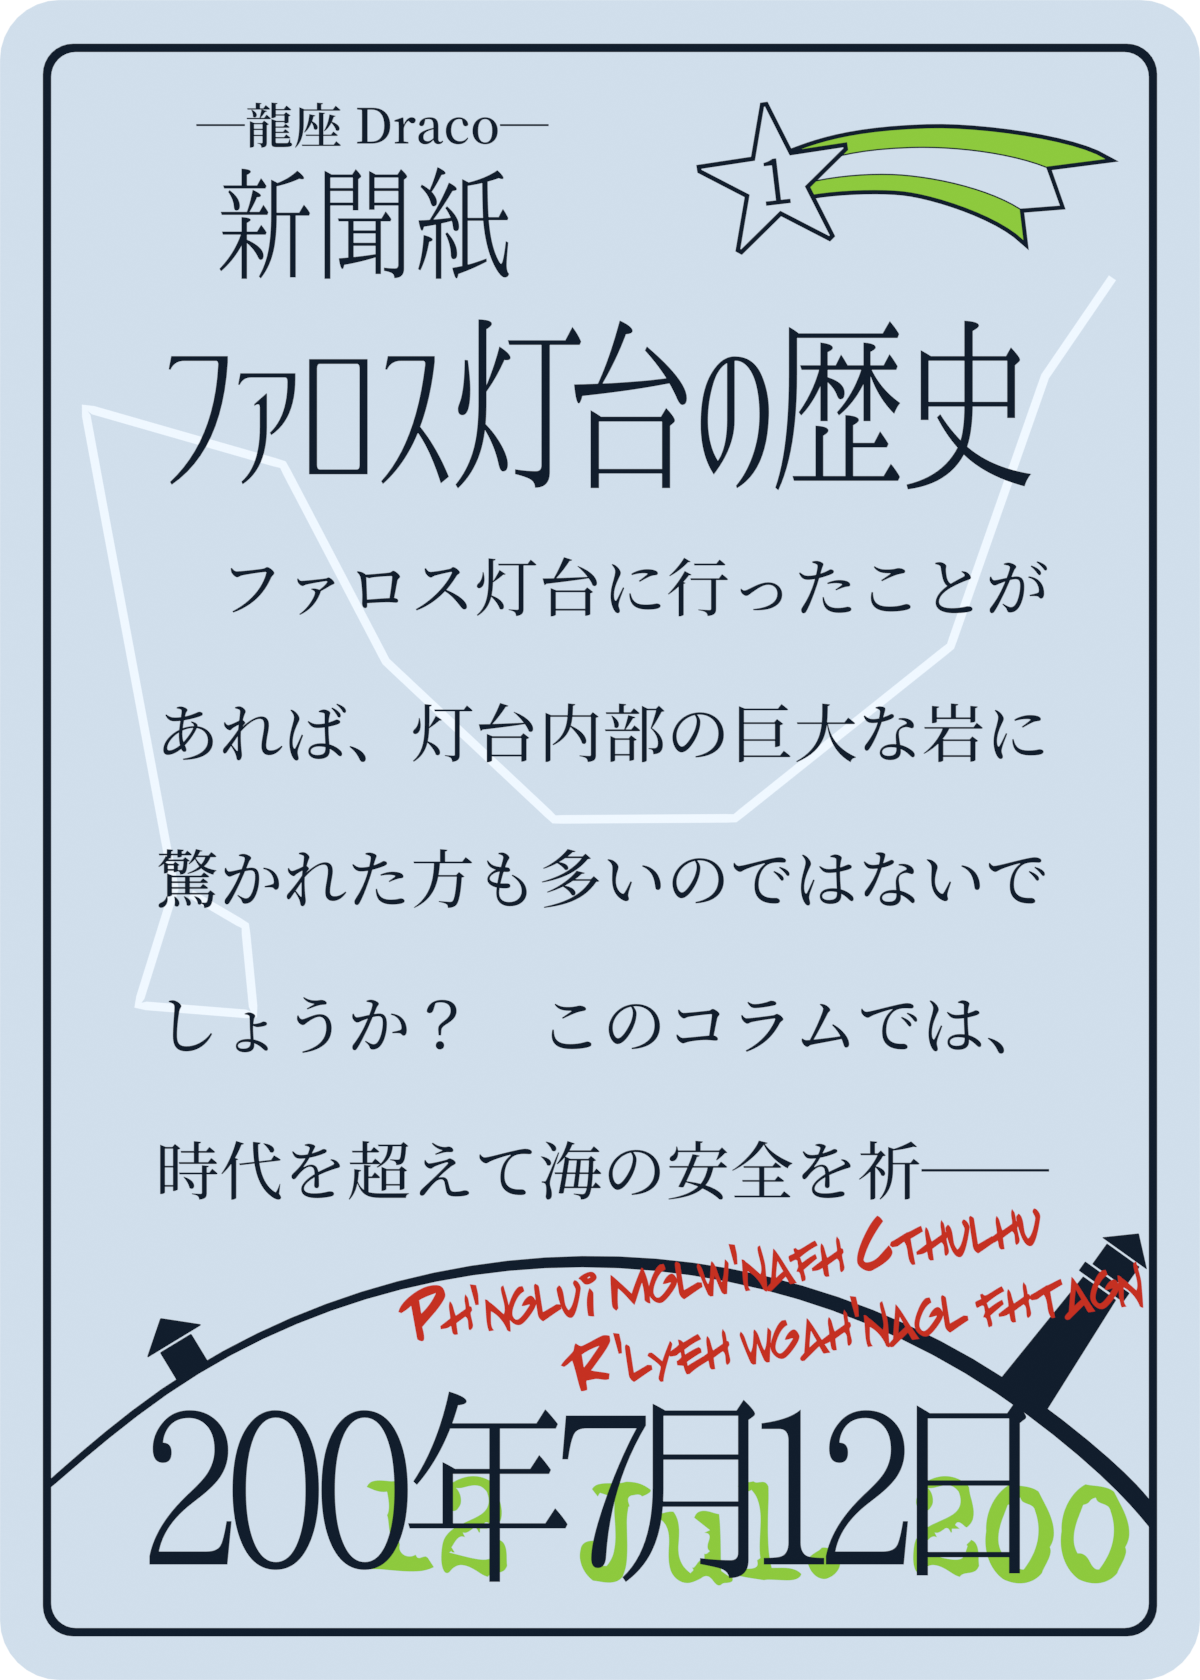 —龍座 Draco—
1
新聞紙
ファロス灯台の歴史
　ファロス灯台に行ったことが
あれば、灯台内部の巨大な岩に
驚かれた方も多いのではないで
しょうか？　このコラムでは、
時代を超えて海の安全を祈——
Ph'nglui mglw'nafh Cthulhu
R'lyeh wgah'nagl fhtagn
200年7月12日
12 Jul. 200